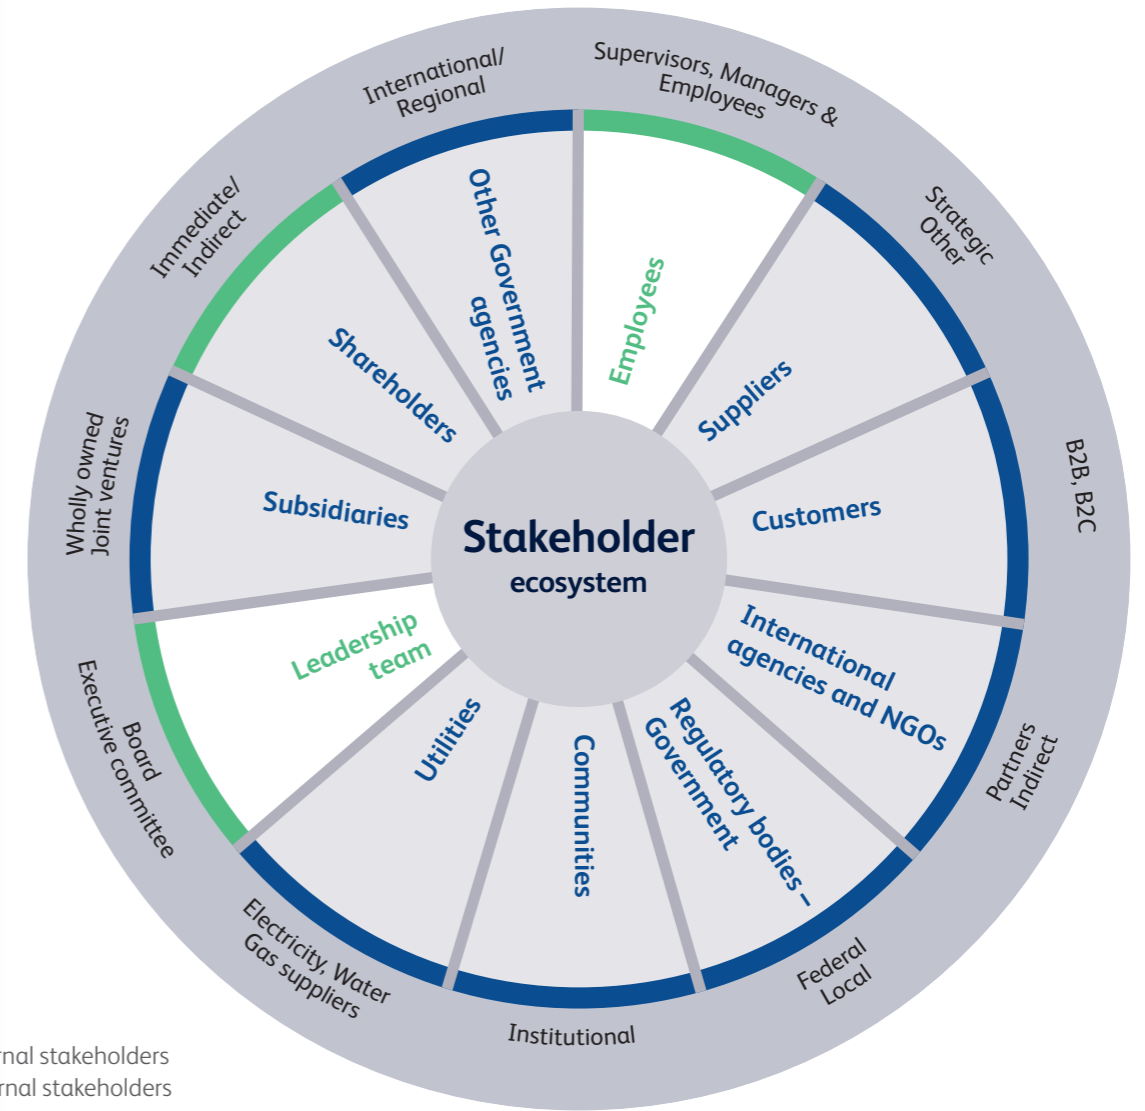 Stakeholder
ecosystem
Supervisors, Managers &
Employees
Employees
Strategic
Other
Suppliers
B2B, B2C
Customers
Partners
Indirect
International
agencies and NGOs
Federal
Local
Regulatory bodies –
Government
Institutional
Communities
Electricity, Water
Gas suppliers
Utilities
Board
Executive committee
Leadership
team
Wholly owned
Joint ventures
Subsidiaries
Immediate/
Indirect
Shareholders
International/
Regional
Other Government
agencies
stakeholders
stakeholders